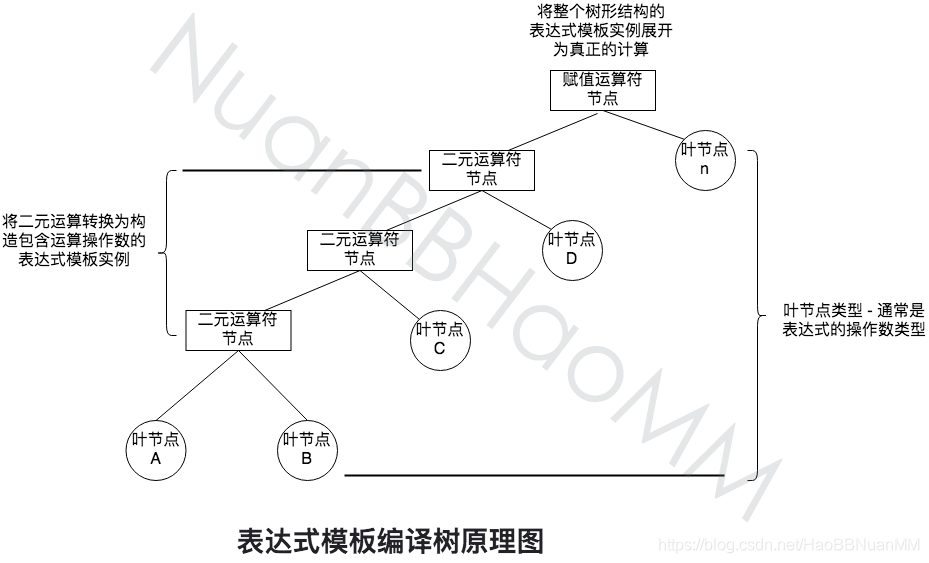 将整个树形结构的
表达式模板实例展开
为真正的计算
赋值运算符
节点
二元运算符
节点
叶节点
n
将二元运算转换为构
造包含运算操作数的
表达式模板实例
二元运算符
节点
叶节点
D
叶节点类型 - 通常是
表达式的操作数类型
二元运算符
节点
叶节点
C
叶节点
A
叶节点
B
表达式模板编译树原理图
NuanBBHaoMM
https://blog.csdn.net/HaoBBNuanMM